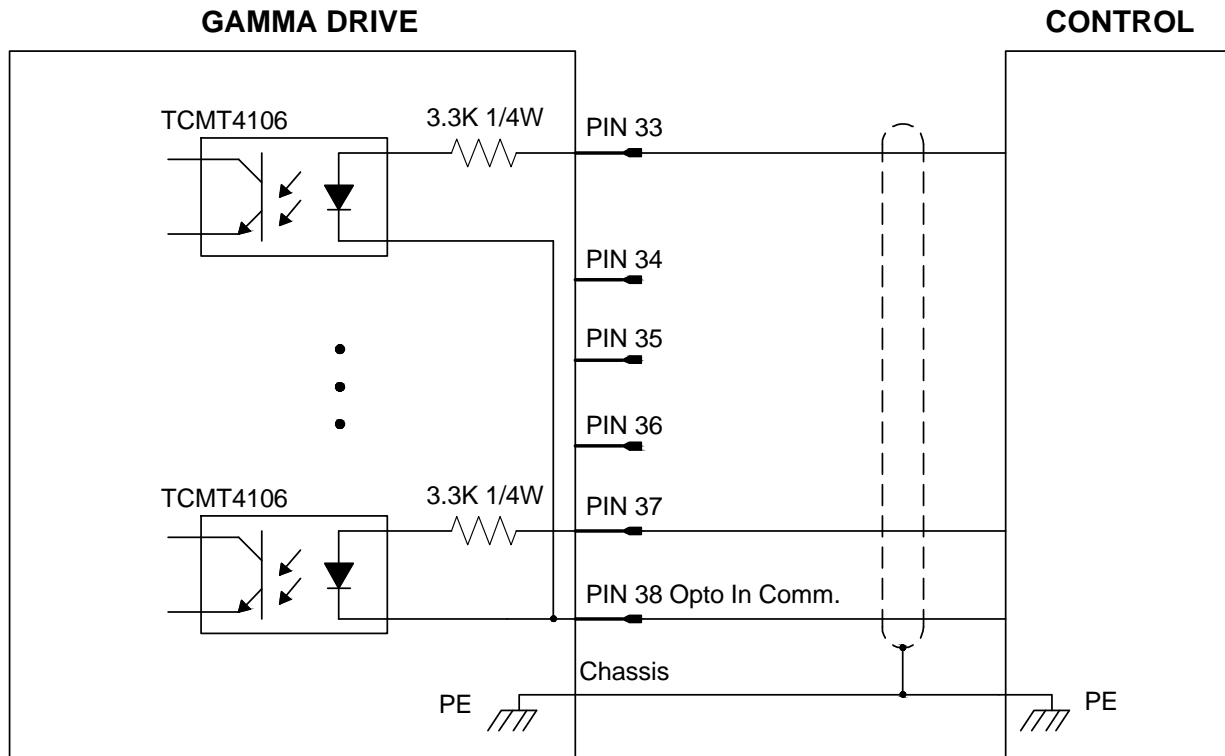 GAMMA DRIVE
CONTROL
TCMT4106
3.3K 1/4W
PIN 33
PIN 34
PIN 35
PIN 36
TCMT4106
3.3K 1/4W
PIN 37
PIN 38 Opto In Comm.
Chassis
PE
PE